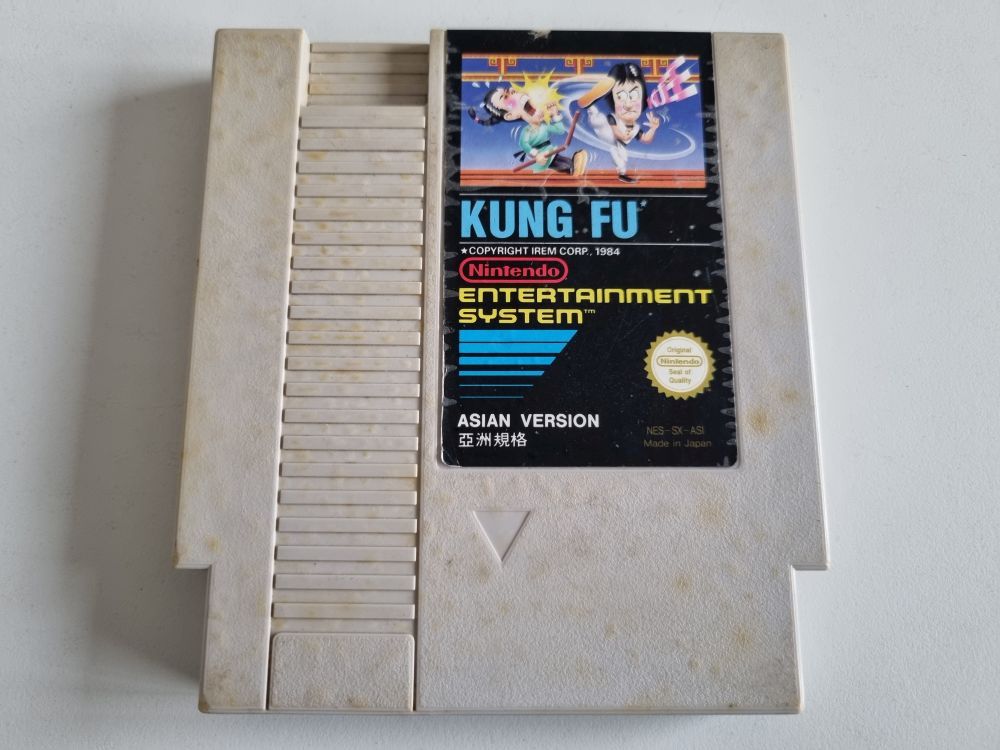 KUNG FU*
★COPYRIGHT IREM CORP., 1984
Nintendo
ENTERTAINMENT
SYSTEM™
Original
Nintendo
Seal of
Quality
ASIAN VERSION
亞洲規格
NES-SX-ASI
Made in Japan